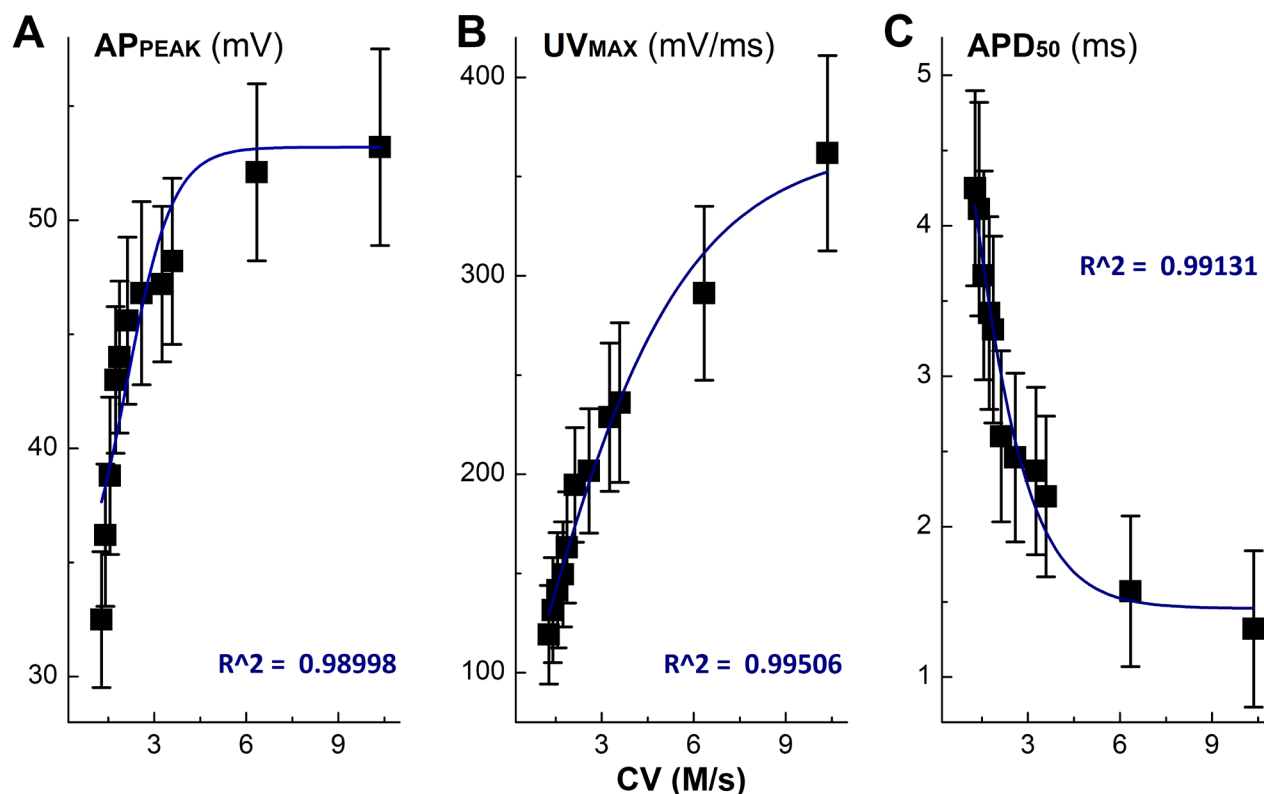 A
APPEAK (mV)
50
40
30
R^2 = 0.98998
3
6
9
B
UVMAX (mV/ms)
400
300
200
100
R^2 = 0.99506
3
6
9
CV (M/s)
C
APD50 (ms)
5
4
3
2
1
R^2 = 0.99131
3
6
9